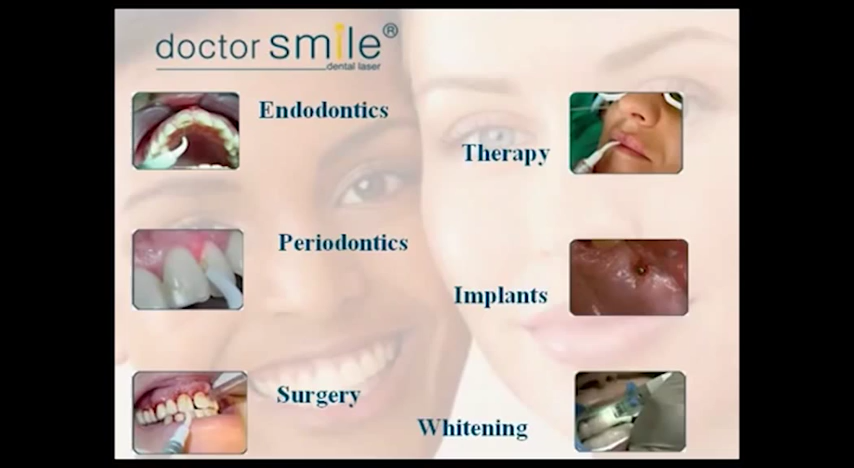 doctor smile®
dental laser
Endodontics
Therapy
Periodontics
Implants
Surgery
Whitening